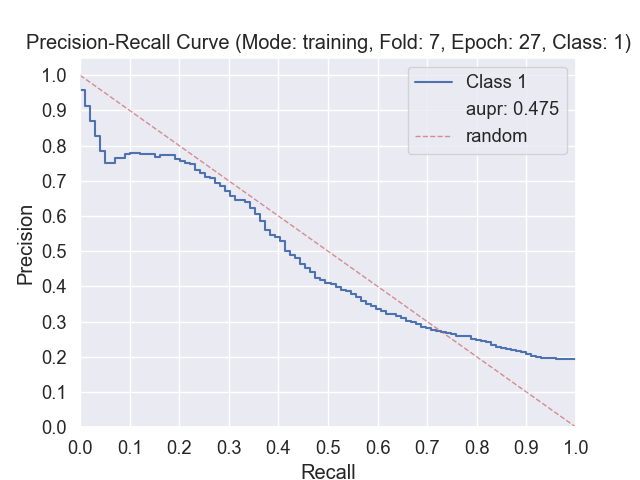 Precision-Recall Curve (Mode: training, Fold: 7, Epoch: 27, Class: 1)
1.0
0.9
0.8
0.7
0.6
0.5
0.4
0.3
0.2
0.1
0.0
Precision
Class 1
aupr: 0.475
random
0.0 0.1 0.2 0.3 0.4 0.5 0.6 0.7 0.8 0.9 1.0
Recall